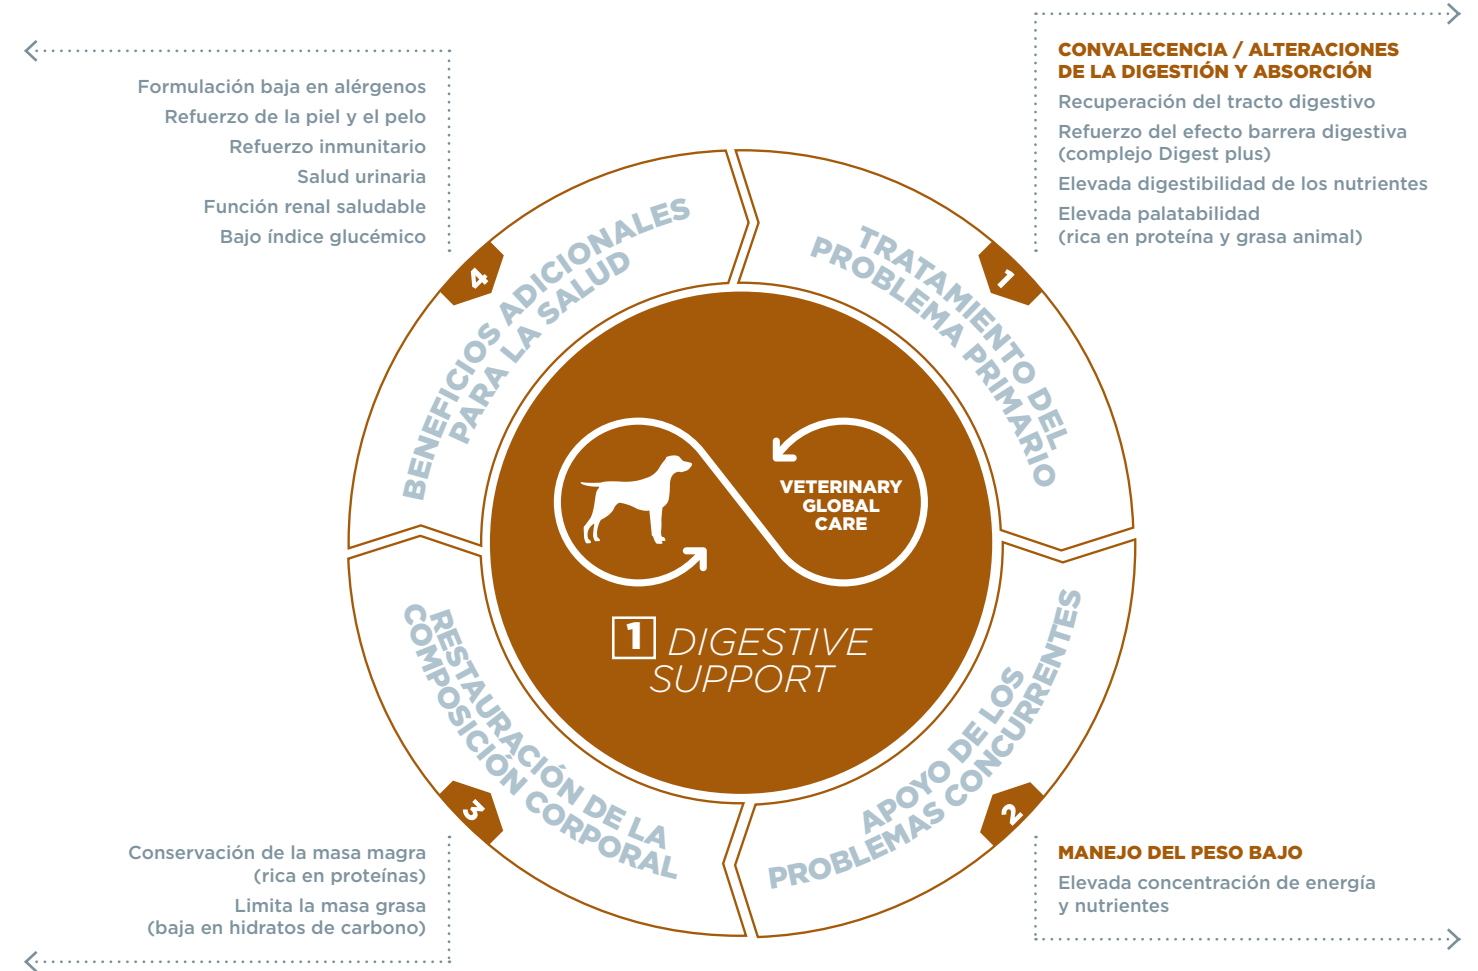 Formulación baja en alérgenos
Refuerzo de la piel y el pelo
Refuerzo inmunitario
Salud urinaria
Función renal saludable
Bajo índice glucémico
CONVALECENCIA / ALTERACIONES
DE LA DIGESTIÓN Y ABSORCIÓN
Recuperación del tracto digestivo
Refuerzo del efecto barrera digestiva
(complejo Digest plus)
Elevada digestibilidad de los nutrientes
Elevada palatabilidad
(rica en proteína y grasa animal)
4
BENEFICIOS ADICIONALES
PARA LA SALUD
1
TRATAMIENTO DEL
PROBLEMA PRIMARIO
VETERINARY
GLOBAL
CARE
1 DIGESTIVE
SUPPORT
3
RESTAURACIÓN DE LA
COMPOSICIÓN CORPORAL
2
APOYO DE LOS
PROBLEMAS CONCURRENTES
Conservación de la masa magra
(rica en proteínas)
Limita la masa grasa
(baja en hidratos de carbono)
MANEJO DEL PESO BAJO
Elevada concentración de energía
y nutrientes